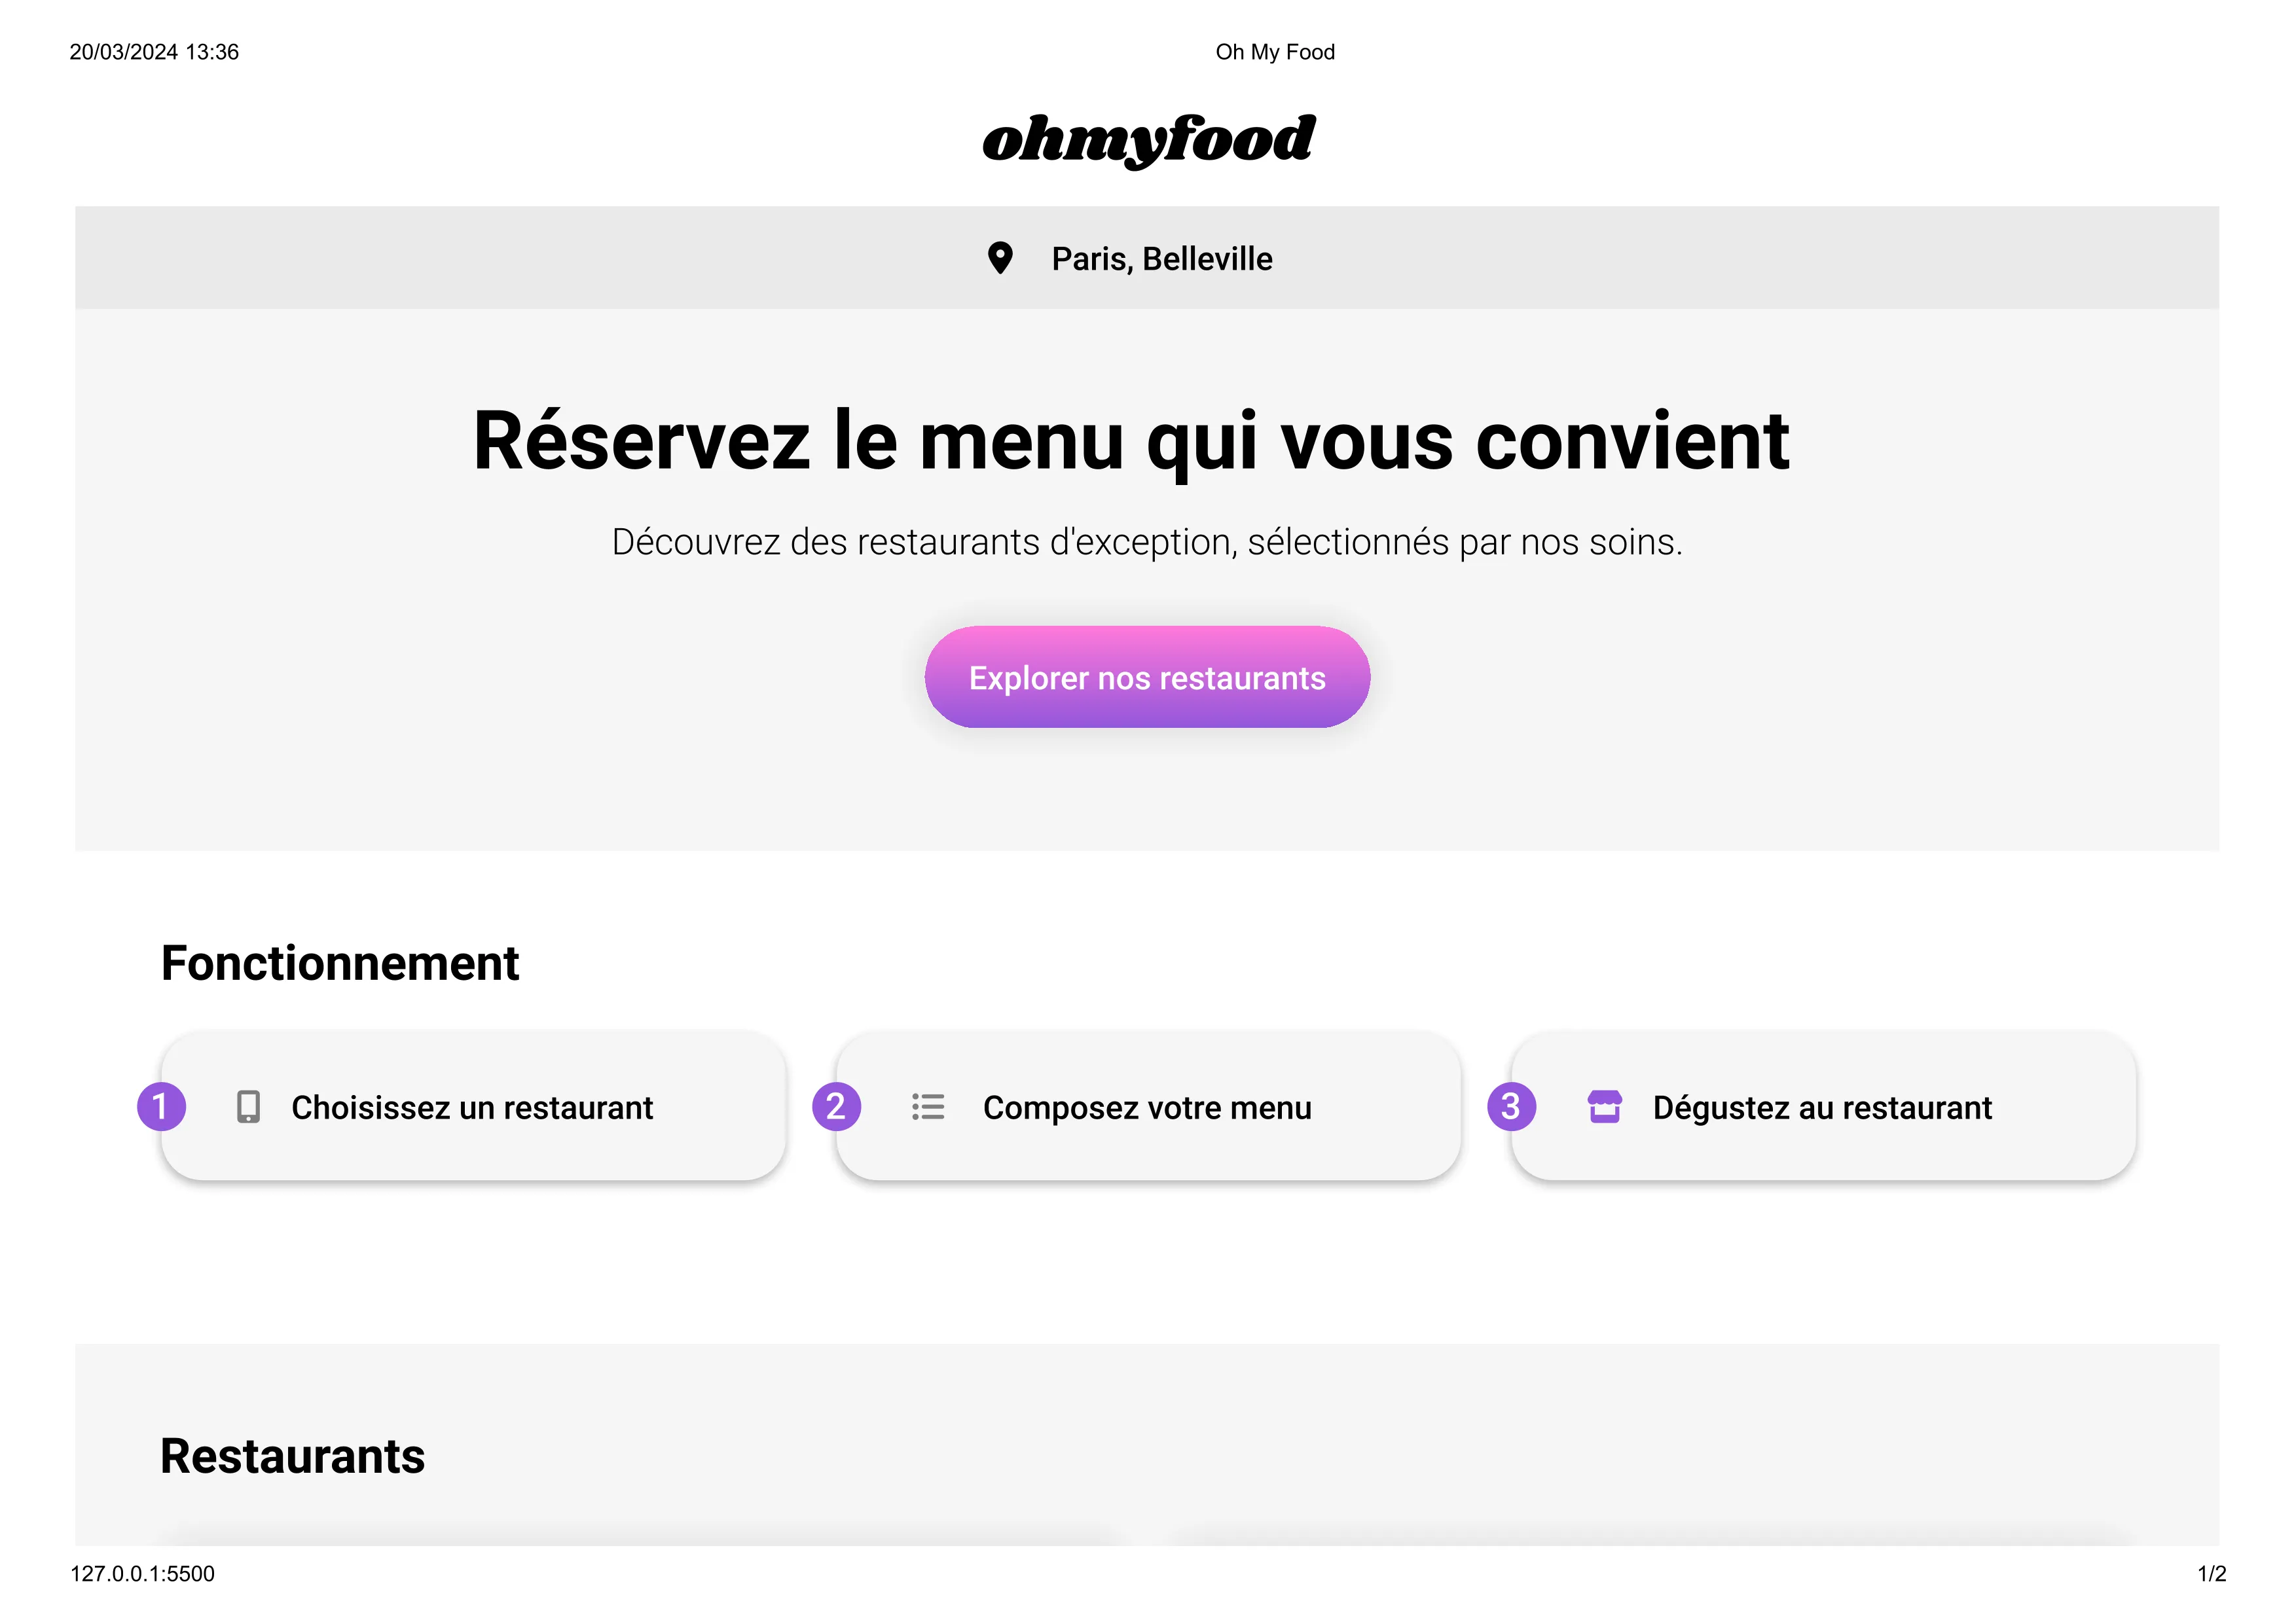 20/03/2024 13:36
Oh My Food
ohmyfood
Paris, Belleville
Réservez le menu qui vous convient
Découvrez des restaurants d'exception, sélectionnés par nos soins.
Explorer nos restaurants
Fonctionnement
1 Choisissez un restaurant
2 Composez votre menu
3 Dégustez au restaurant
Restaurants
127.0.0.1:5500
1/2